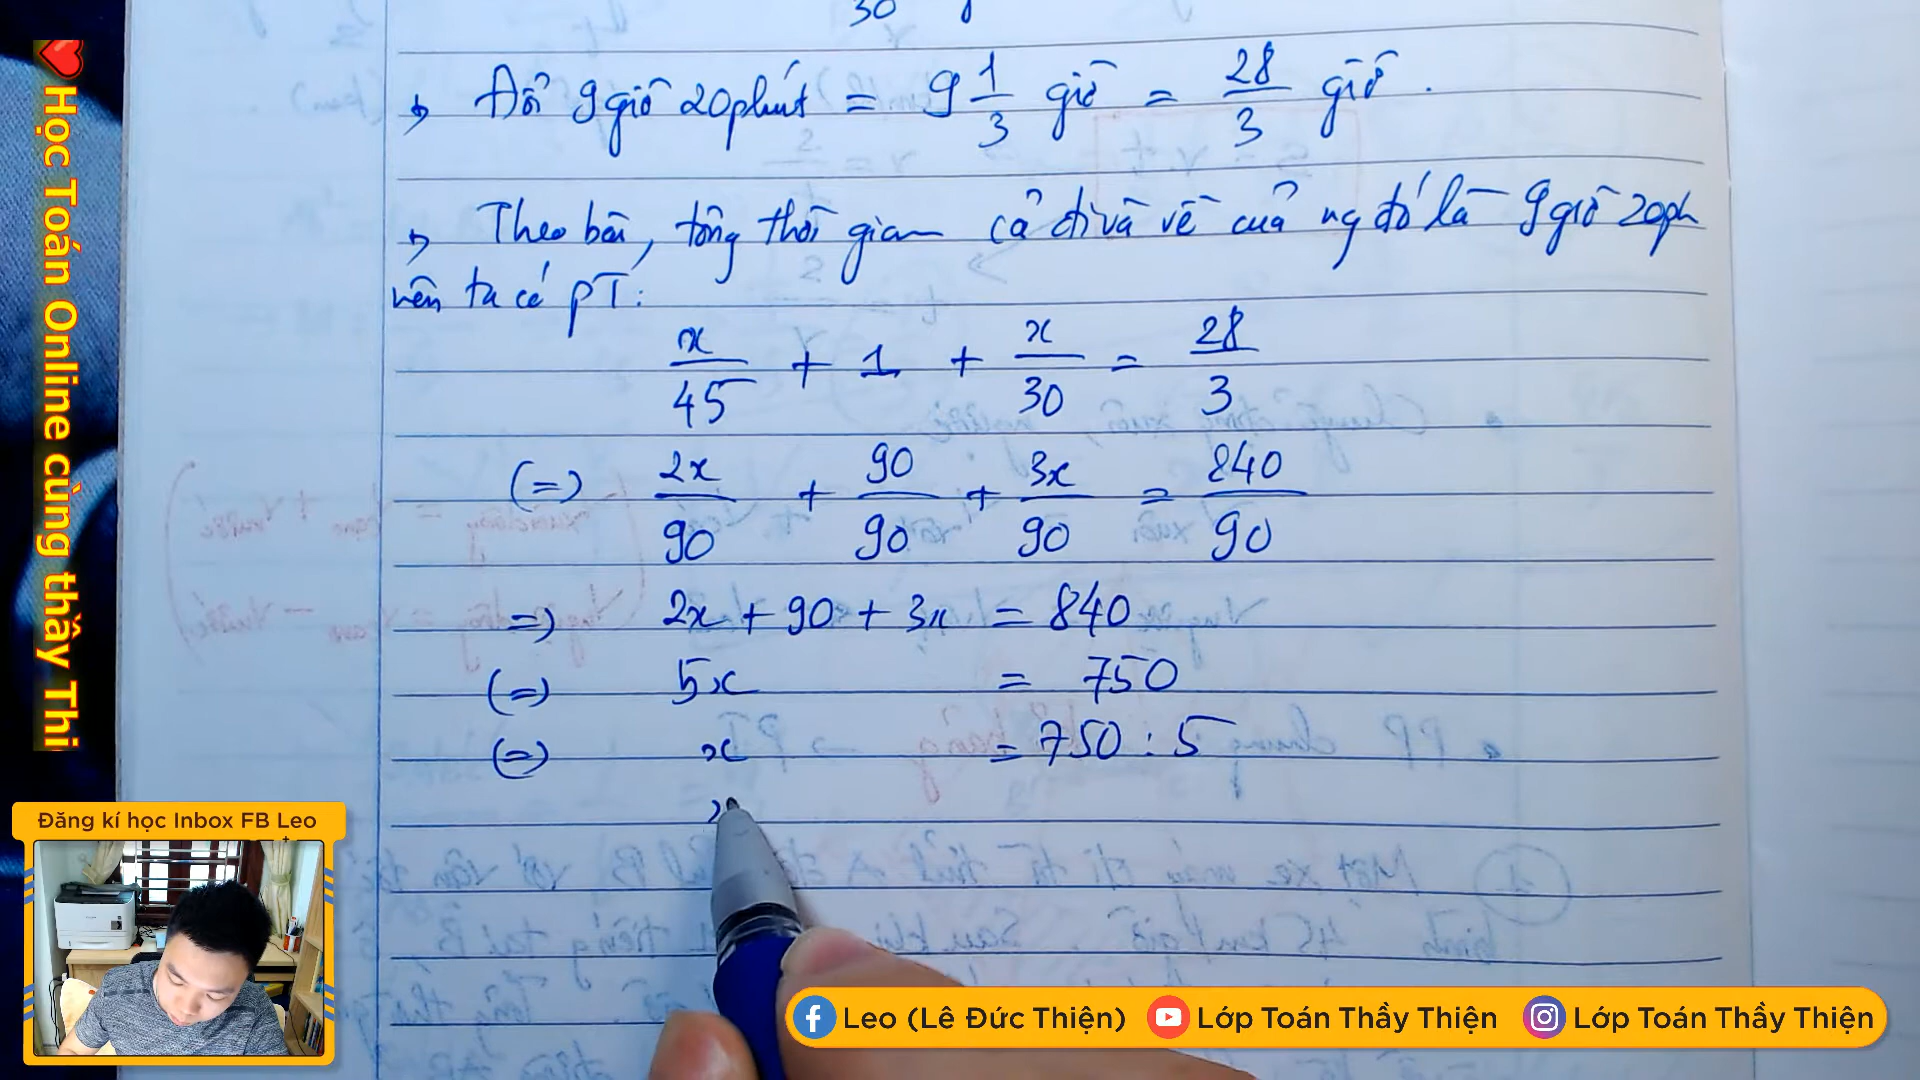 30
→ Đổi 9 giờ 20 phút = 9 1/3 giờ = 28/3 giờ.
→ Theo bài, tổng thời gian cả đi và về của ng đó là 9 giờ 20ph
nên ta có PT:
x/45 + 1 + x/30 = 28/3
(=) 2x/90 + 90/90 + 3x/90 = 840/90
=) 2x + 90 + 3x = 840
(=) 5x = 750
(=) x = 750 : 5
x
❤️Học Toán Online cùng thầy Thi
Đăng kí học Inbox FB Leo
Leo (Lê Đức Thiện) Lớp Toán Thầy Thiện Lớp Toán Thầy Thiện